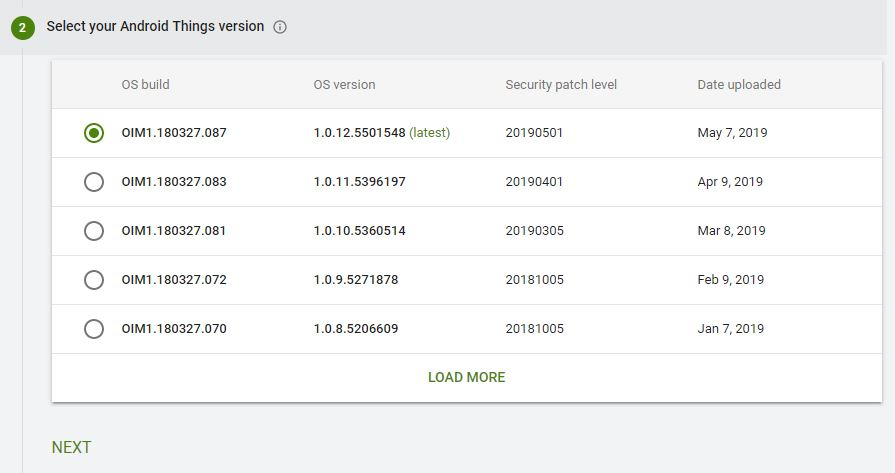 2 Select your Android Things version
OS build OS version Security patch level Date uploaded
OIM1.180327.087 1.0.12.5501548 (latest) 20190501 May 7, 2019
OIM1.180327.083 1.0.11.5396197 20190401 Apr 9, 2019
OIM1.180327.081 1.0.10.5360514 20190305 Mar 8, 2019
OIM1.180327.072 1.0.9.5271878 20181005 Feb 9, 2019
OIM1.180327.070 1.0.8.5206609 20181005 Jan 7, 2019
LOAD MORE
NEXT